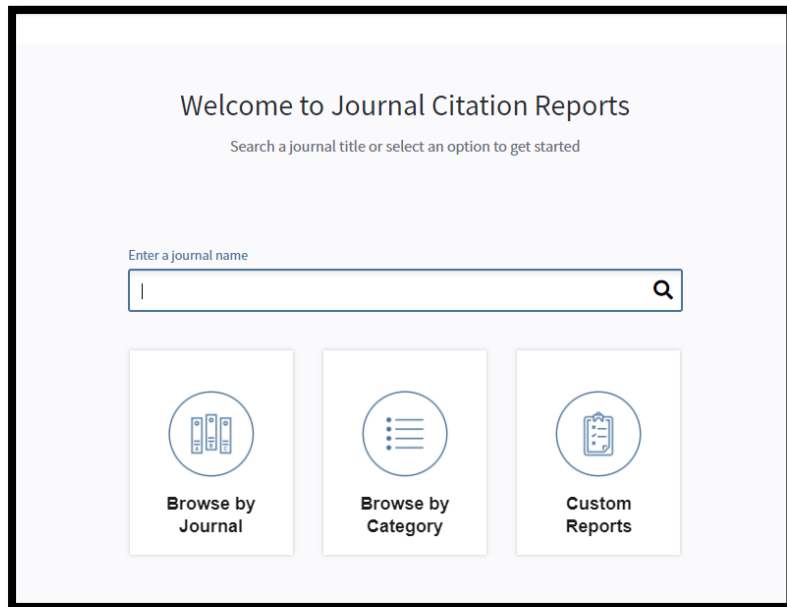 Welcome to Journal Citation Reports
Search a journal title or select an option to get started
Enter a journal name
Browse by
Journal
Browse by
Category
Custom
Reports